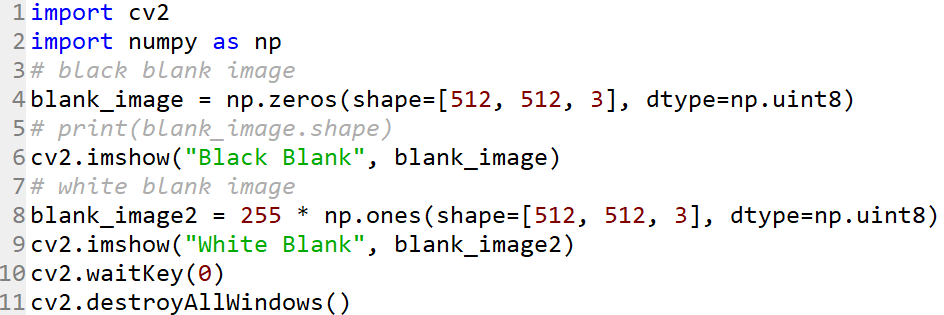 1 import cv2
2 import numpy as np
3 # black blank image
4 blank_image = np.zeros(shape=[512, 512, 3], dtype=np.uint8)
5 # print(blank_image.shape)
6 cv2.imshow("Black Blank", blank_image)
7 # white blank image
8 blank_image2 = 255 * np.ones(shape=[512, 512, 3], dtype=np.uint8)
9 cv2.imshow("White Blank", blank_image2)
10 cv2.waitKey(0)
11 cv2.destroyAllWindows()